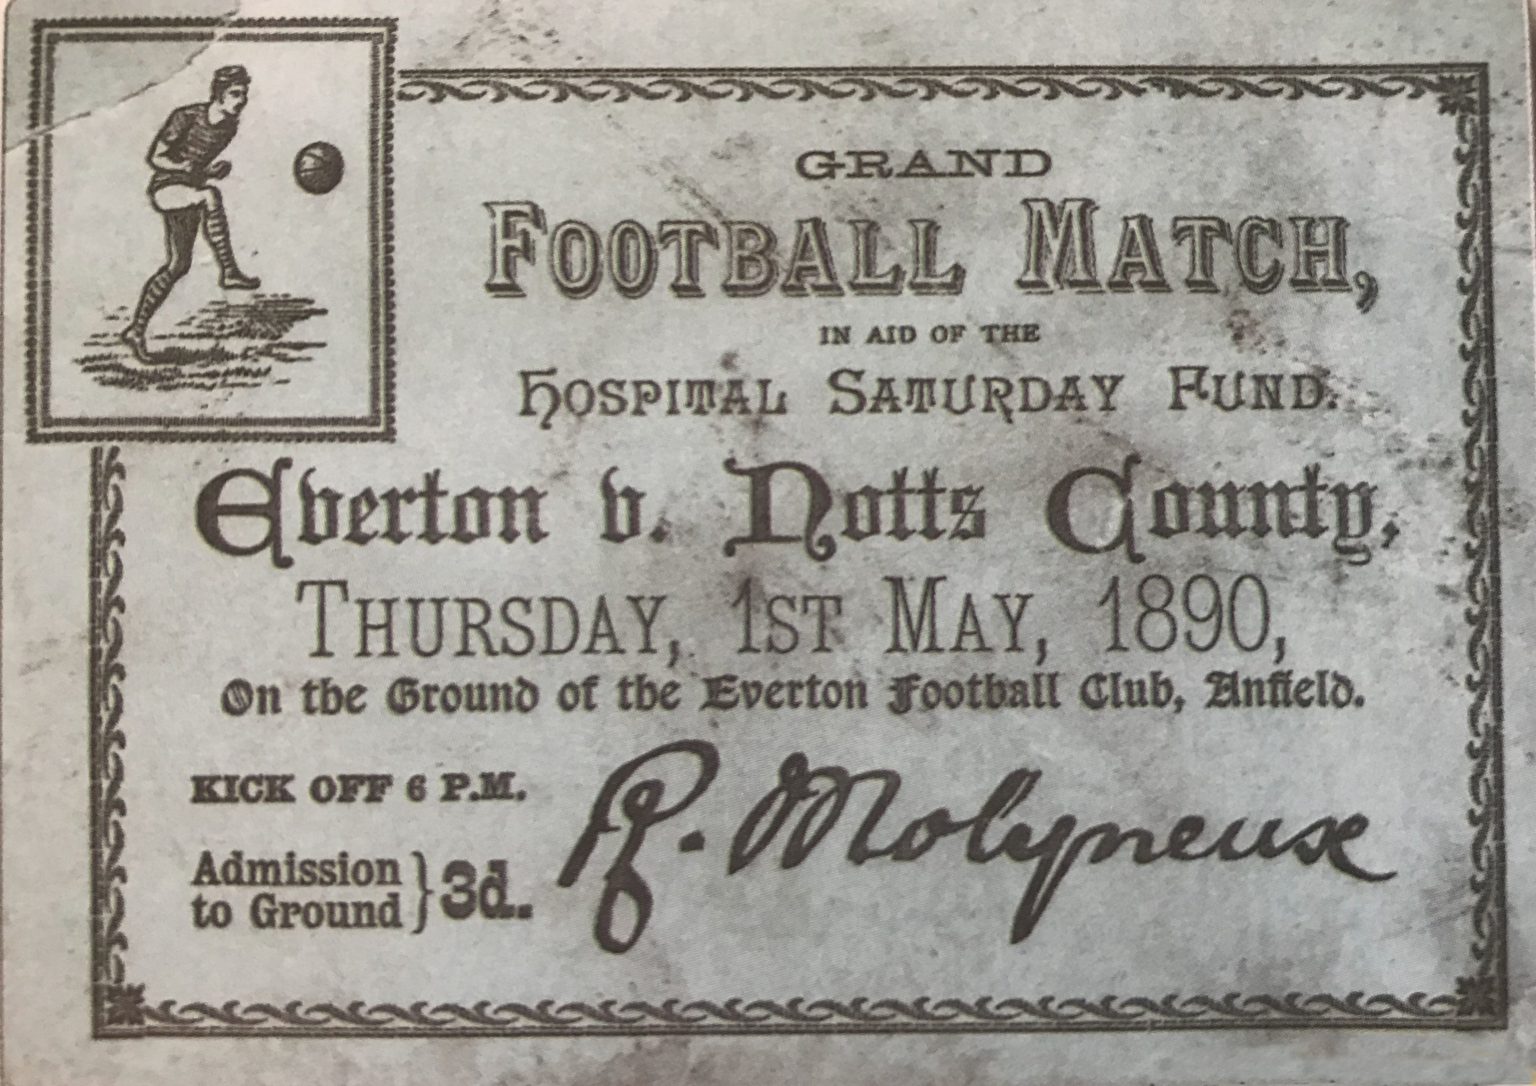 GRAND
FOOTBALL MATCH,
IN AID OF THE
HOSPITAL SATURDAY FUND.
Everton v. Notts County,
THURSDAY, 1ST MAY, 1890,
On the Ground of the Everton Football Club, Anfield.
KICK OFF 6 P.M.
Admission
to Ground } 3d.
R. Molyneux